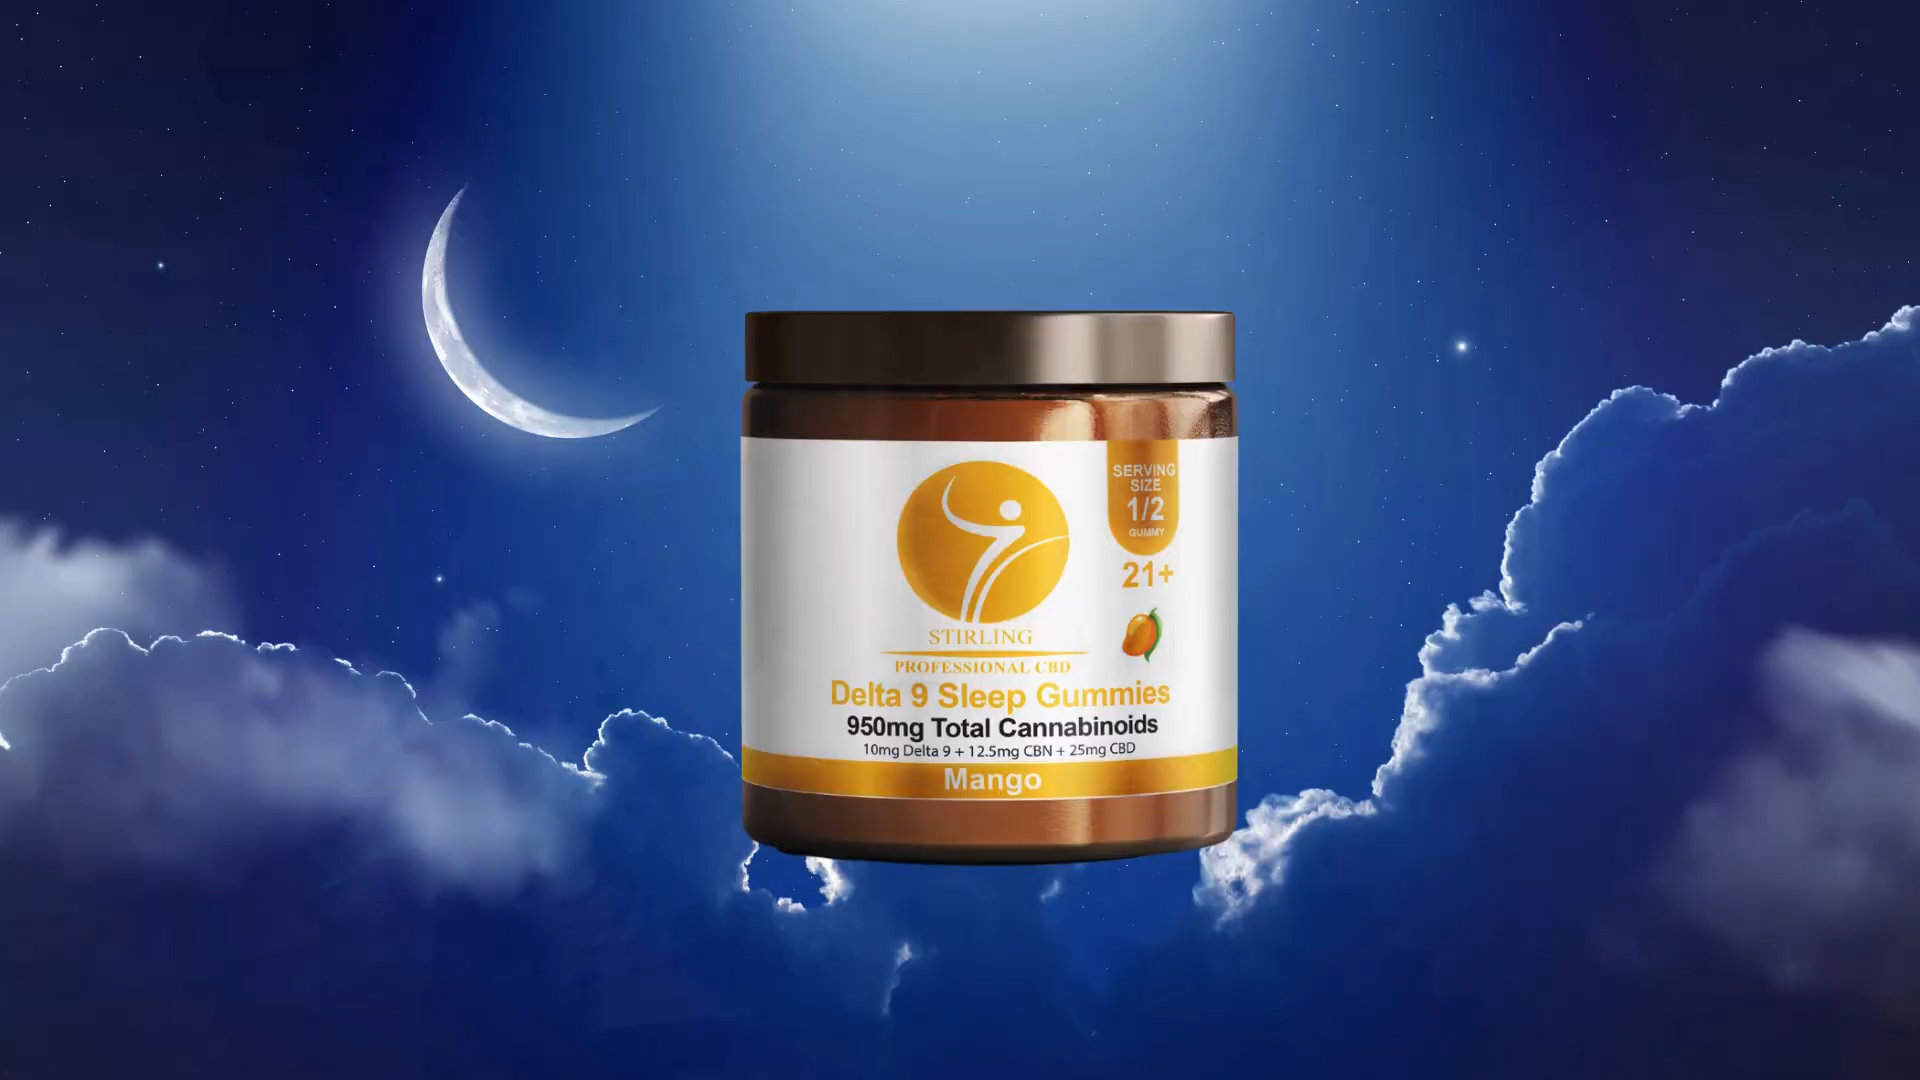 SERVING
SIZE
1/2
GUMMY
21+
STIRLING
PROFESSIONAL CBD
Delta 9 Sleep Gummies
950mg Total Cannabinoids
10mg Delta 9 + 12.5mg CBN + 25mg CBD
Mango